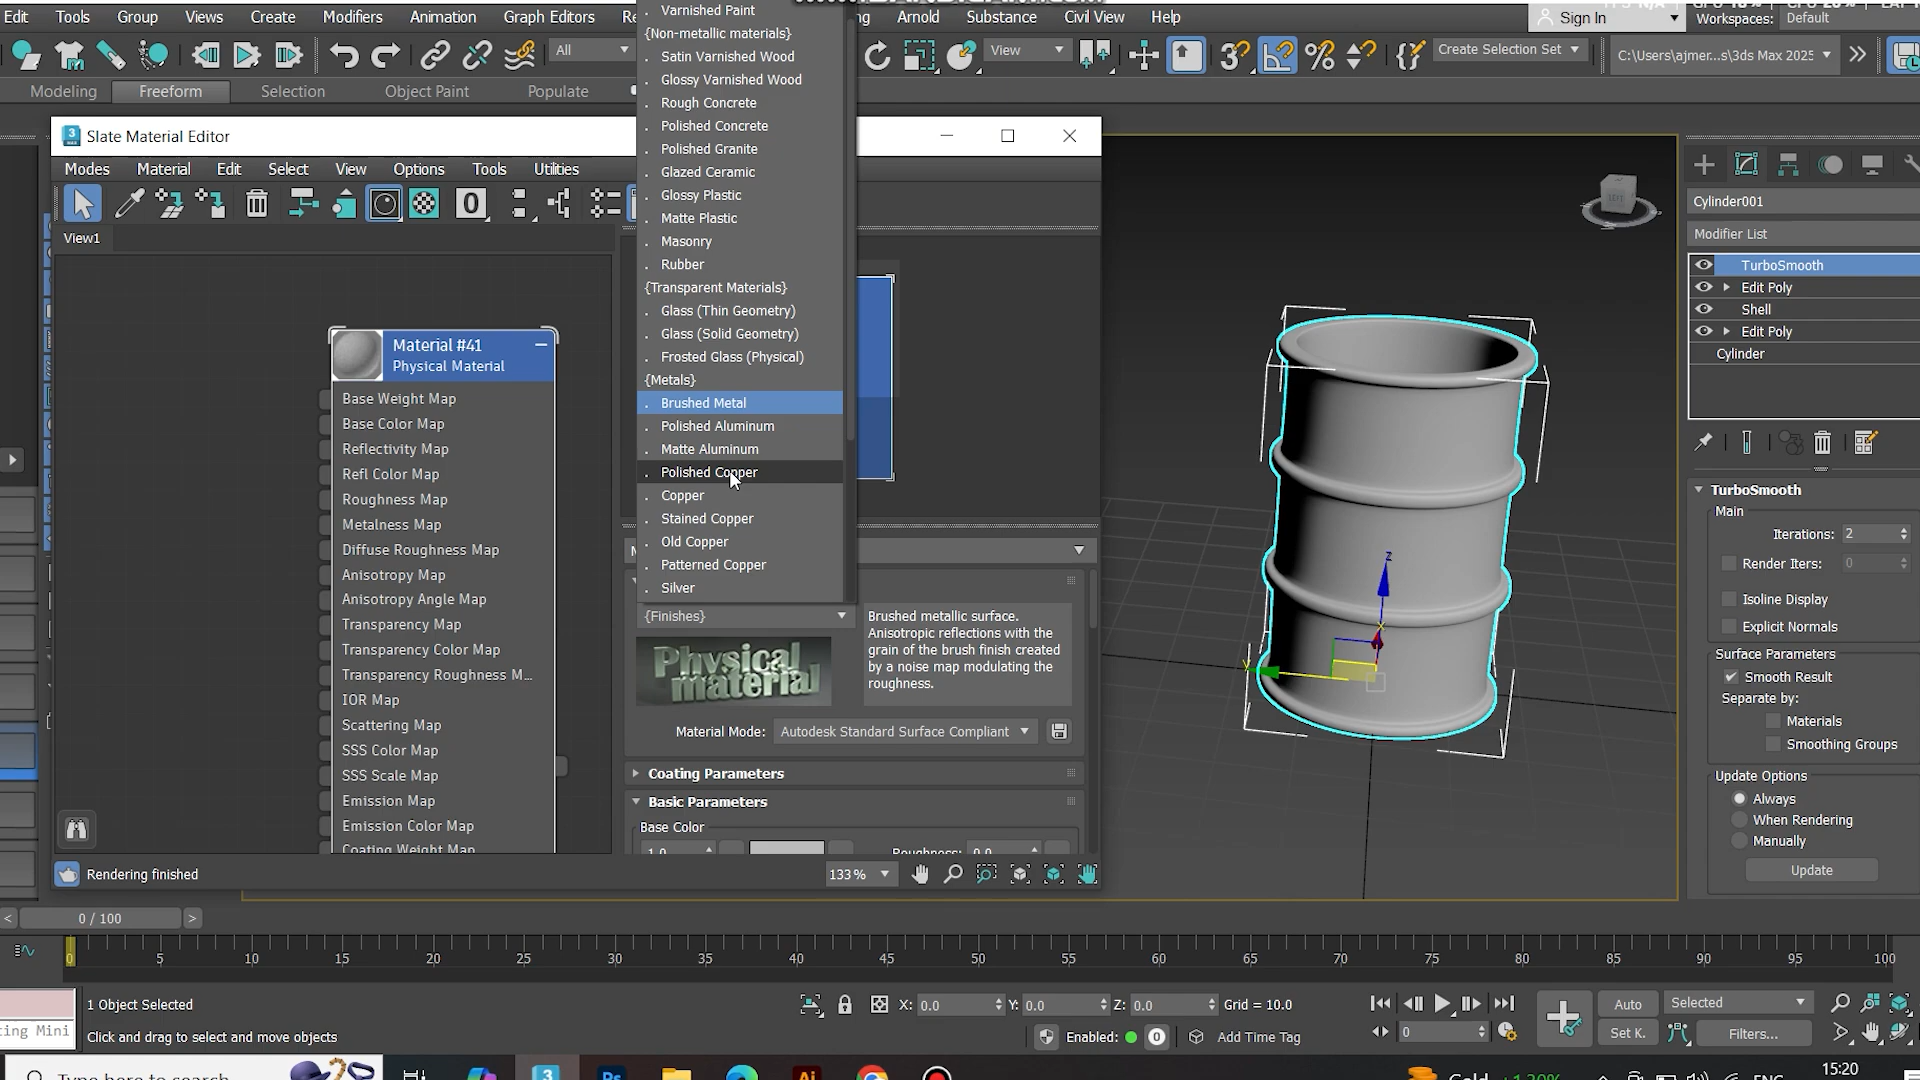 Edit Tools Group Views Create Modifiers Animation Graph Editors Arnold Substance Civil View Help
Sign In
Workspaces: Default
All
View
Create Selection Set
C:\Users\ajmer...s\3ds Max 2025
Modeling Freeform Selection Object Paint Populate
Slate Material Editor
Modes Material Edit Select View Options Tools Utilities
View1
Material #41
Physical Material
Base Weight Map
Base Color Map
Reflectivity Map
Refl Color Map
Roughness Map
Metalness Map
Diffuse Roughness Map
Anisotropy Map
Anisotropy Angle Map
Transparency Map
Transparency Color Map
Transparency Roughness M...
IOR Map
Scattering Map
SSS Color Map
SSS Scale Map
Emission Map
Emission Color Map
Coating Weight Map
Varnished Paint
{Non-metallic materials}
. Satin Varnished Wood
. Glossy Varnished Wood
. Rough Concrete
. Polished Concrete
. Polished Granite
. Glazed Ceramic
. Glossy Plastic
. Matte Plastic
. Masonry
. Rubber
{Transparent Materials}
. Glass (Thin Geometry)
. Glass (Solid Geometry)
. Frosted Glass (Physical)
{Metals}
. Brushed Metal
. Polished Aluminum
. Matte Aluminum
. Polished Copper
. Copper
. Stained Copper
. Old Copper
. Patterned Copper
. Silver
{Finishes}
Brushed metallic surface.
Anisotropic reflections with the
grain of the brush finish created
by a noise map modulating the
roughness.
Physical
material
Material Mode: Autodesk Standard Surface Compliant
Coating Parameters
Basic Parameters
Base Color
1.0 Roughness: 0.0
Rendering finished
133%
Cylinder001
Modifier List
TurboSmooth
Edit Poly
Shell
Edit Poly
Cylinder
TurboSmooth
Main
Iterations: 2
Render Iters: 0
Isoline Display
Explicit Normals
Surface Parameters
Smooth Result
Separate by:
Materials
Smoothing Groups
Update Options
Always
When Rendering
Manually
Update
< 0 / 100 >
0 5 10 15 20 25 30 35 40 45 50 55 60 65 70 75 80 85 90 95 100
1 Object Selected
X: 0.0 Y: 0.0 Z: 0.0 Grid = 10.0
Auto Selected
ting Mini
Click and drag to select and move objects
Enabled: 0 Add Time Tag
0
Set K. Filters...
Type here to search
15:20